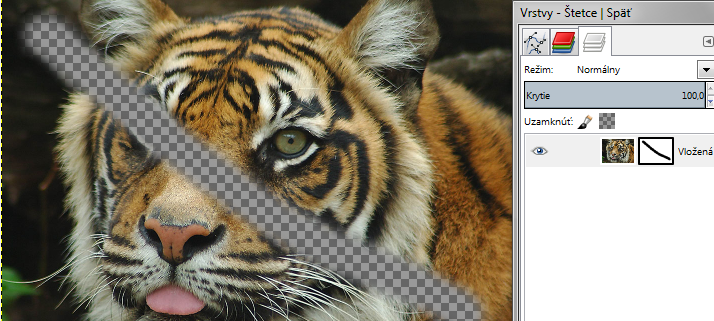 Vrstvy - Štetce | Späť
Režim: Normálny
Krytie 100,0
Uzamknúť:
Vložená